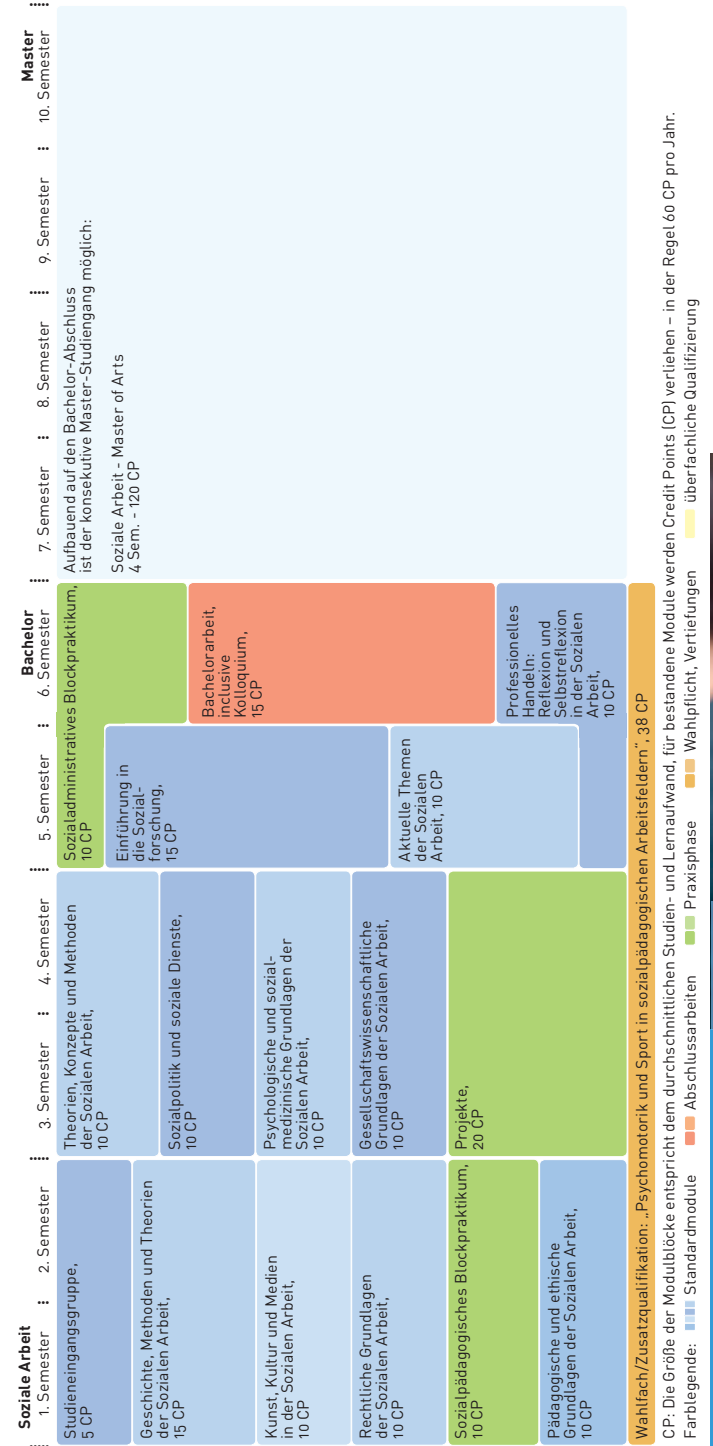 Soziale Arbeit
Bachelor
Master
1. Semester
2. Semester
3. Semester
4. Semester
5. Semester
6. Semester
7. Semester
8. Semester
9. Semester
10. Semester
Studieneingangsgruppe,
5 CP
Geschichte, Methoden und Theorien
der Sozialen Arbeit,
15 CP
Kunst, Kultur und Medien
in der Sozialen Arbeit,
10 CP
Rechtliche Grundlagen
der Sozialen Arbeit,
10 CP
Sozialpädagogisches Blockpraktikum,
10 CP
Pädagogische und ethische
Grundlagen der Sozialen Arbeit,
10 CP
Theorien, Konzepte und Methoden
der Sozialen Arbeit,
10 CP
Sozialpolitik und soziale Dienste,
10 CP
Psychologische und sozial-
medizinische Grundlagen der
Sozialen Arbeit,
10 CP
Gesellschaftswissenschaftliche
Grundlagen der Sozialen Arbeit,
10 CP
Projekte,
20 CP
Sozialadministratives Blockpraktikum,
10 CP
Einführung in
die Sozial-
forschung,
15 CP
Aktuelle Themen
der Sozialen
Arbeit, 10 CP
Bachelorarbeit,
inclusive
Kolloquium,
15 CP
Professionelles
Handeln:
Reflexion und
Selbstreflexion
in der Sozialen
Arbeit,
10 CP
Aufbauend auf den Bachelor-Abschluss
ist der konsekutive Master-Studiengang möglich:
Soziale Arbeit - Master of Arts
4 Sem. - 120 CP
Wahlfach/Zusatzqualifikation: „Psychomotorik und Sport in sozialpädagogischen Arbeitsfeldern“, 38 CP
CP: Die Größe der Modulblöcke entspricht dem durchschnittlichen Studien- und Lernaufwand, für bestandene Module werden Credit Points (CP) verliehen – in der Regel 60 CP pro Jahr.
Farblegende: Standardmodule Abschlussarbeiten Praxisphase Wahlpflicht, Vertiefungen überfachliche Qualifizierung